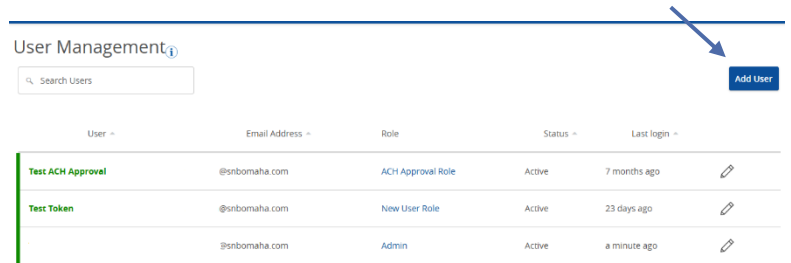 User Management i
Search Users
Add User
User Email Address Role Status Last login
Test ACH Approval @snbomaha.com ACH Approval Role Active 7 months ago
Test Token @snbomaha.com New User Role Active 23 days ago
@snbomaha.com Admin Active a minute ago